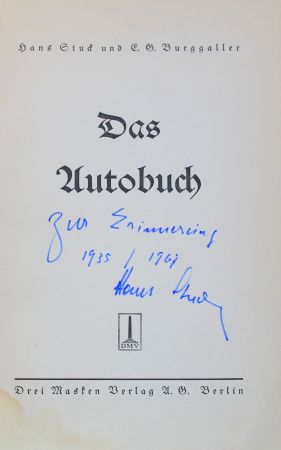 Hans Stuck und E. G. Burggaller
Das
Autobuch
Zur Erinnerung
1935 / 1967
Hans Stuck
DMV
Drei Masken Verlag A. G. Berlin